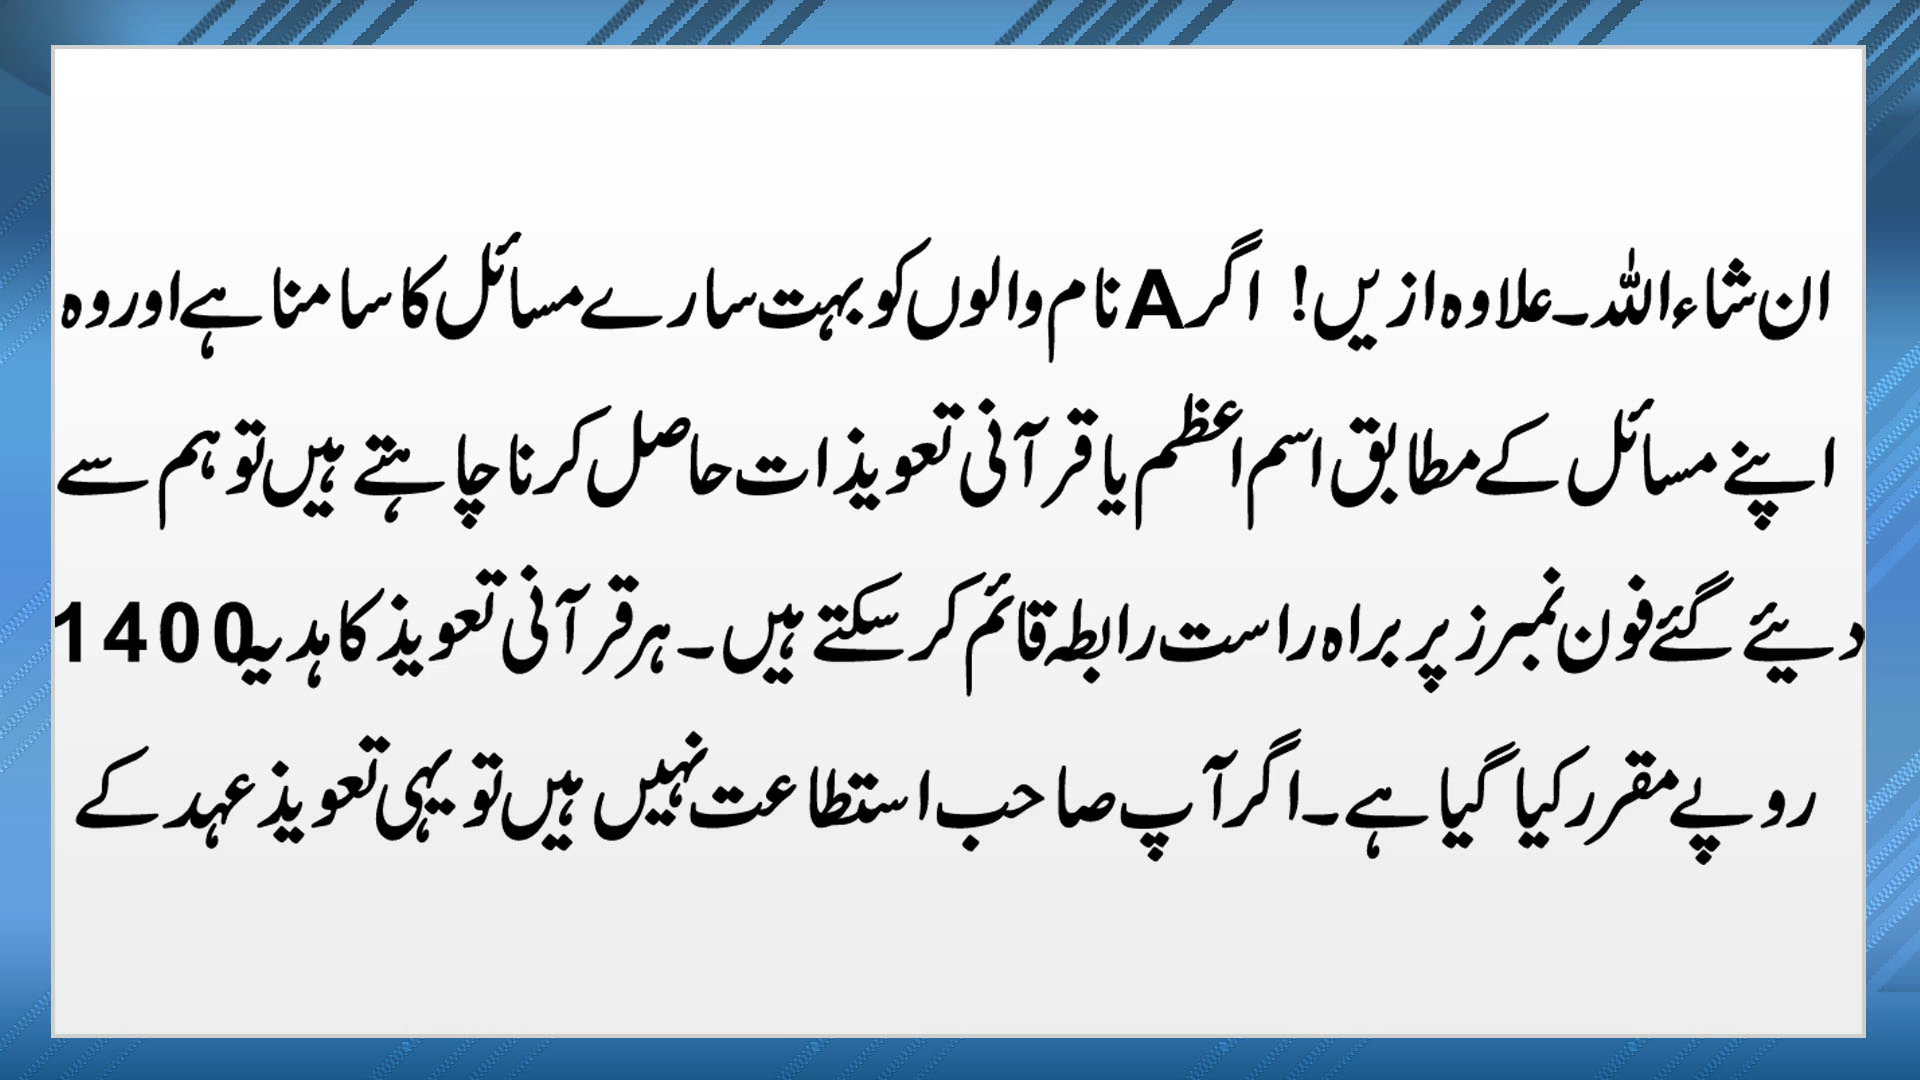 ان شاء اللہ۔ علاوہ ازیں! اگر A نام والوں کو بہت سارے مسائل کا سامنا ہے اور وہ
اپنے مسائل کے مطابق اسم اعظم یا قرآنی تعویذات حاصل کرنا چاہتے ہیں تو ہم سے
دیئے گئے فون نمبرز پر براہ راست رابطہ قائم کر سکتے ہیں۔ ہر قرآنی تعویذ کا ہدیہ 1400
روپے مقرر کیا گیا ہے۔ اگر آپ صاحب استطاعت نہیں ہیں تو یہی تعویذ عہد کے